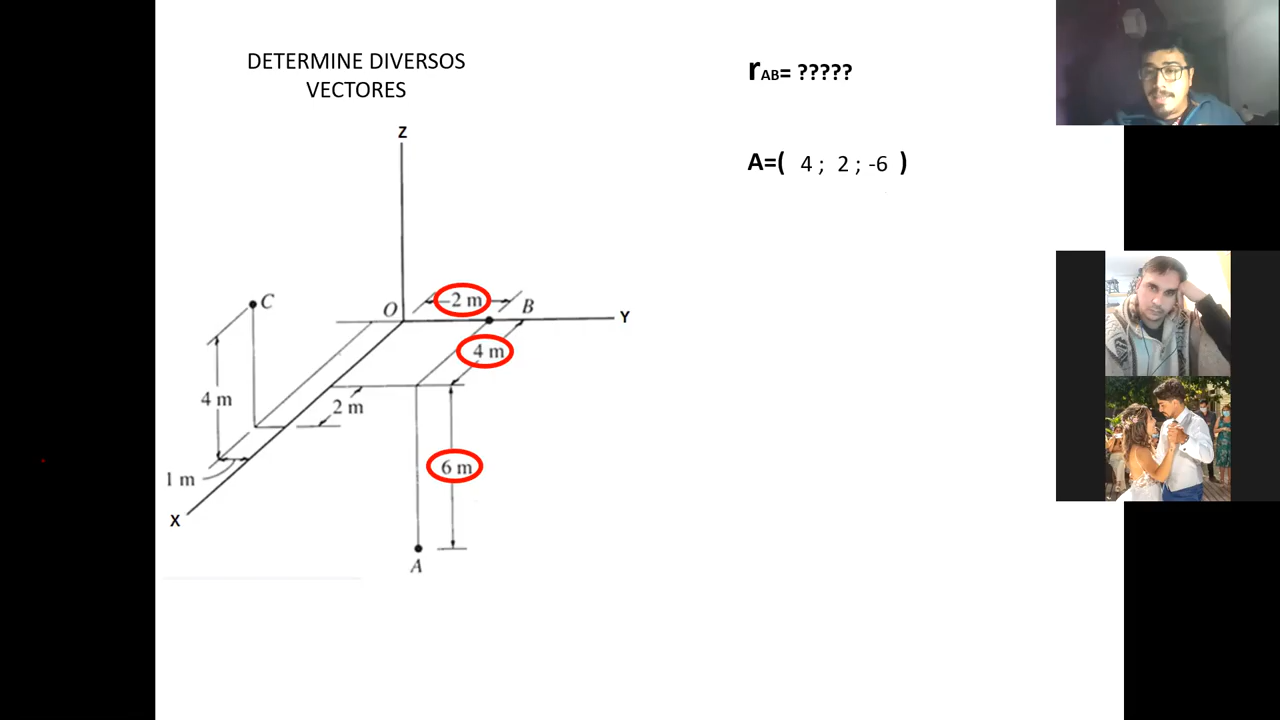 DETERMINE DIVERSOS
VECTORES
rAB= ?????
A=( 4 ; 2 ; -6 )
Z
O
2 m
B
Y
4 m
C
4 m
2 m
6 m
1 m
X
A